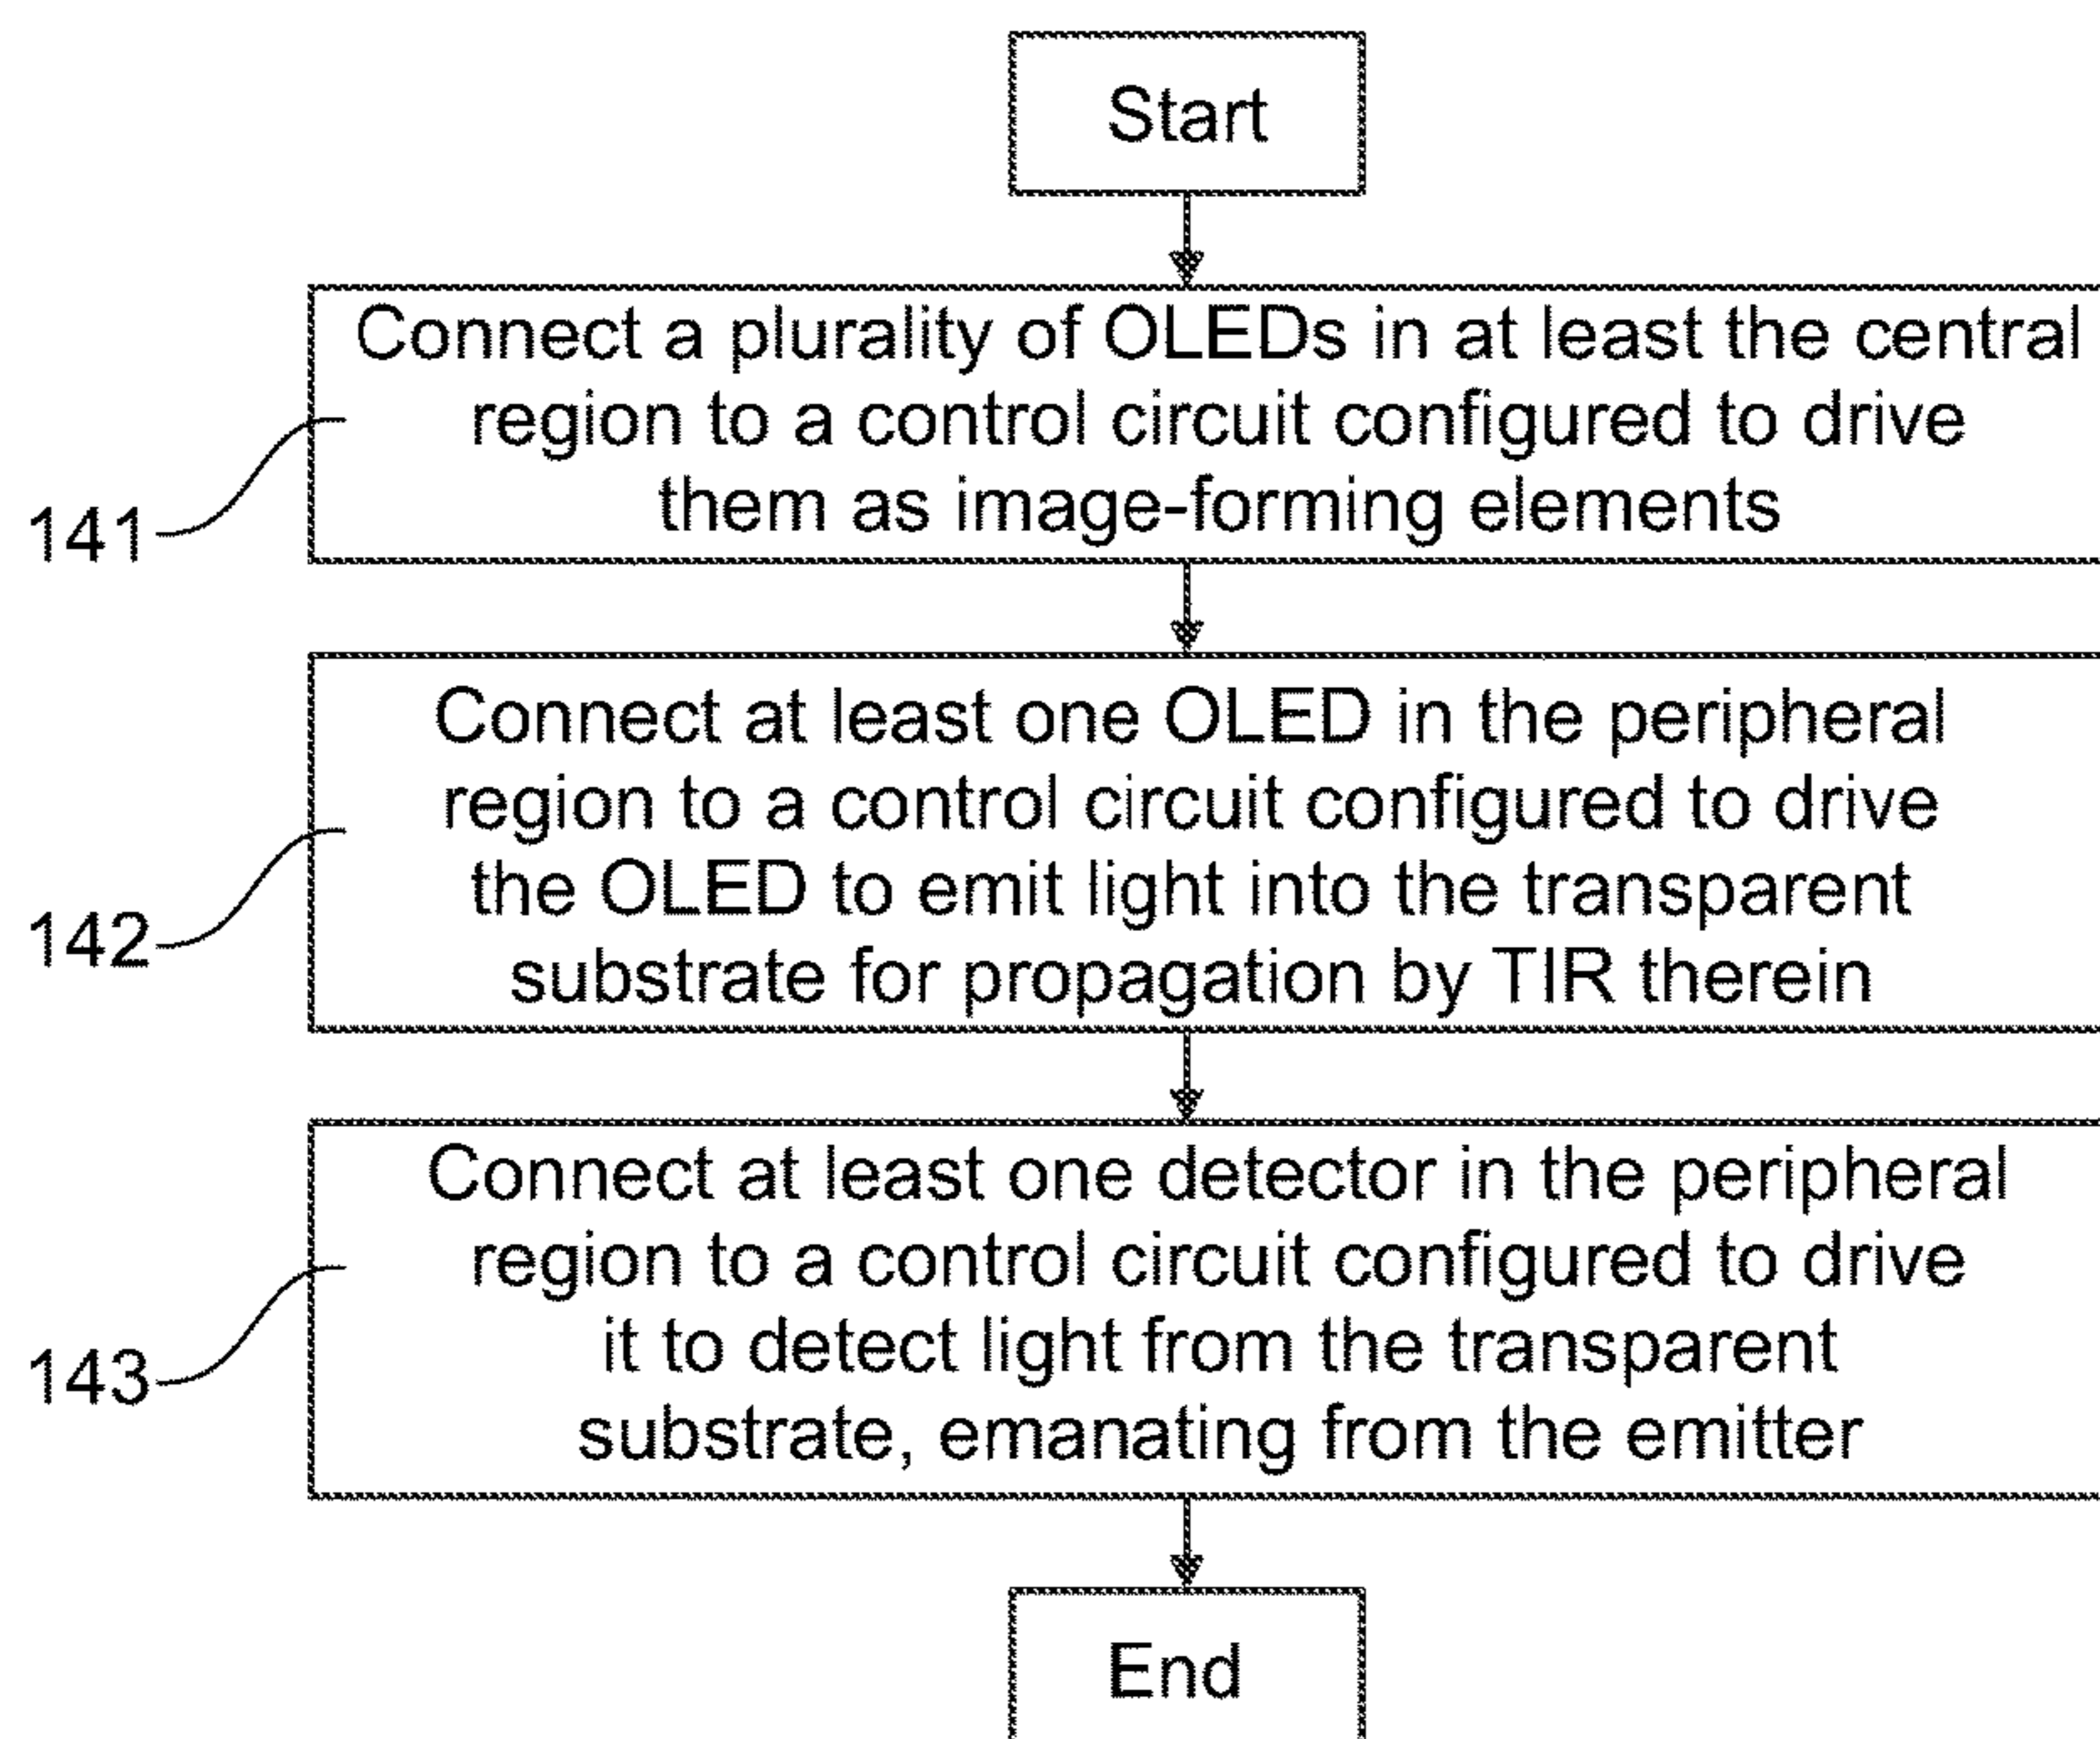 Start
Connect a plurality of OLEDs in at least the central
region to a control circuit configured to drive
them as image-forming elements
141
Connect at least one OLED in the peripheral
region to a control circuit configured to drive
the OLED to emit light into the transparent
substrate for propagation by TIR therein
142
Connect at least one detector in the peripheral
region to a control circuit configured to drive
it to detect light from the transparent
substrate, emanating from the emitter
143
End